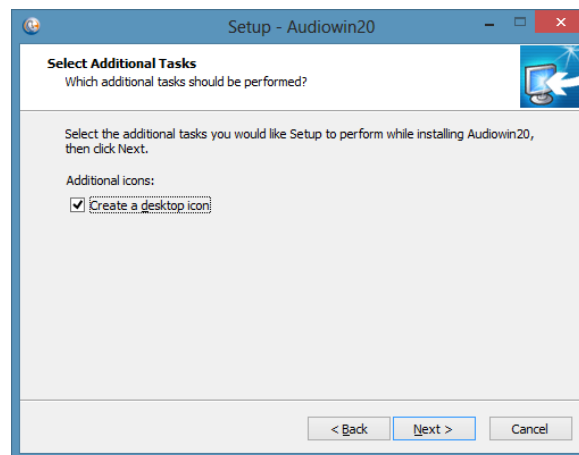 Setup - Audiowin20
Select Additional Tasks
Which additional tasks should be performed?
Select the additional tasks you would like Setup to perform while installing Audiowin20,
then click Next.
Additional icons:
Create a desktop icon
< Back
Next >
Cancel